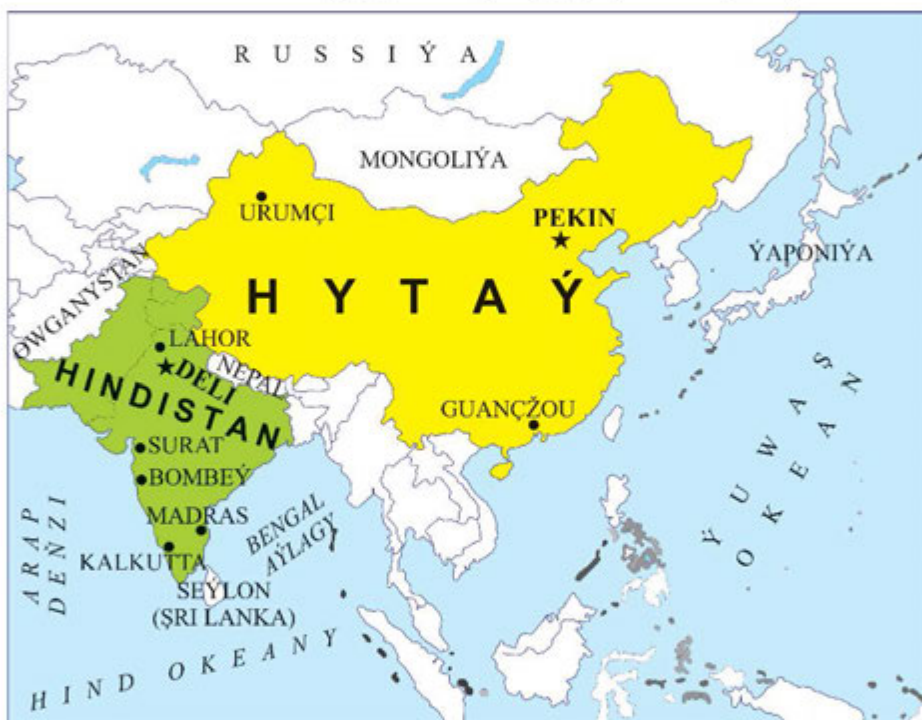 RUSSIÝA
MONGOLIÝA
URUMÇI
PEKIN
ÝAPONIÝA
OWGANYSTAN
HYTAÝ
LAHOR
NEPAL
DELI
HINDISTAN
GUANÇŽOU
SURAT
BOMBEÝ
MADRAS
KALKUTTA
BENGAL
AÝLAGY
ARAP
DEŇZI
SEÝLON
(ŞRI LANKA)
ÝUWAŞ
OKEAN
HIND OKEANY